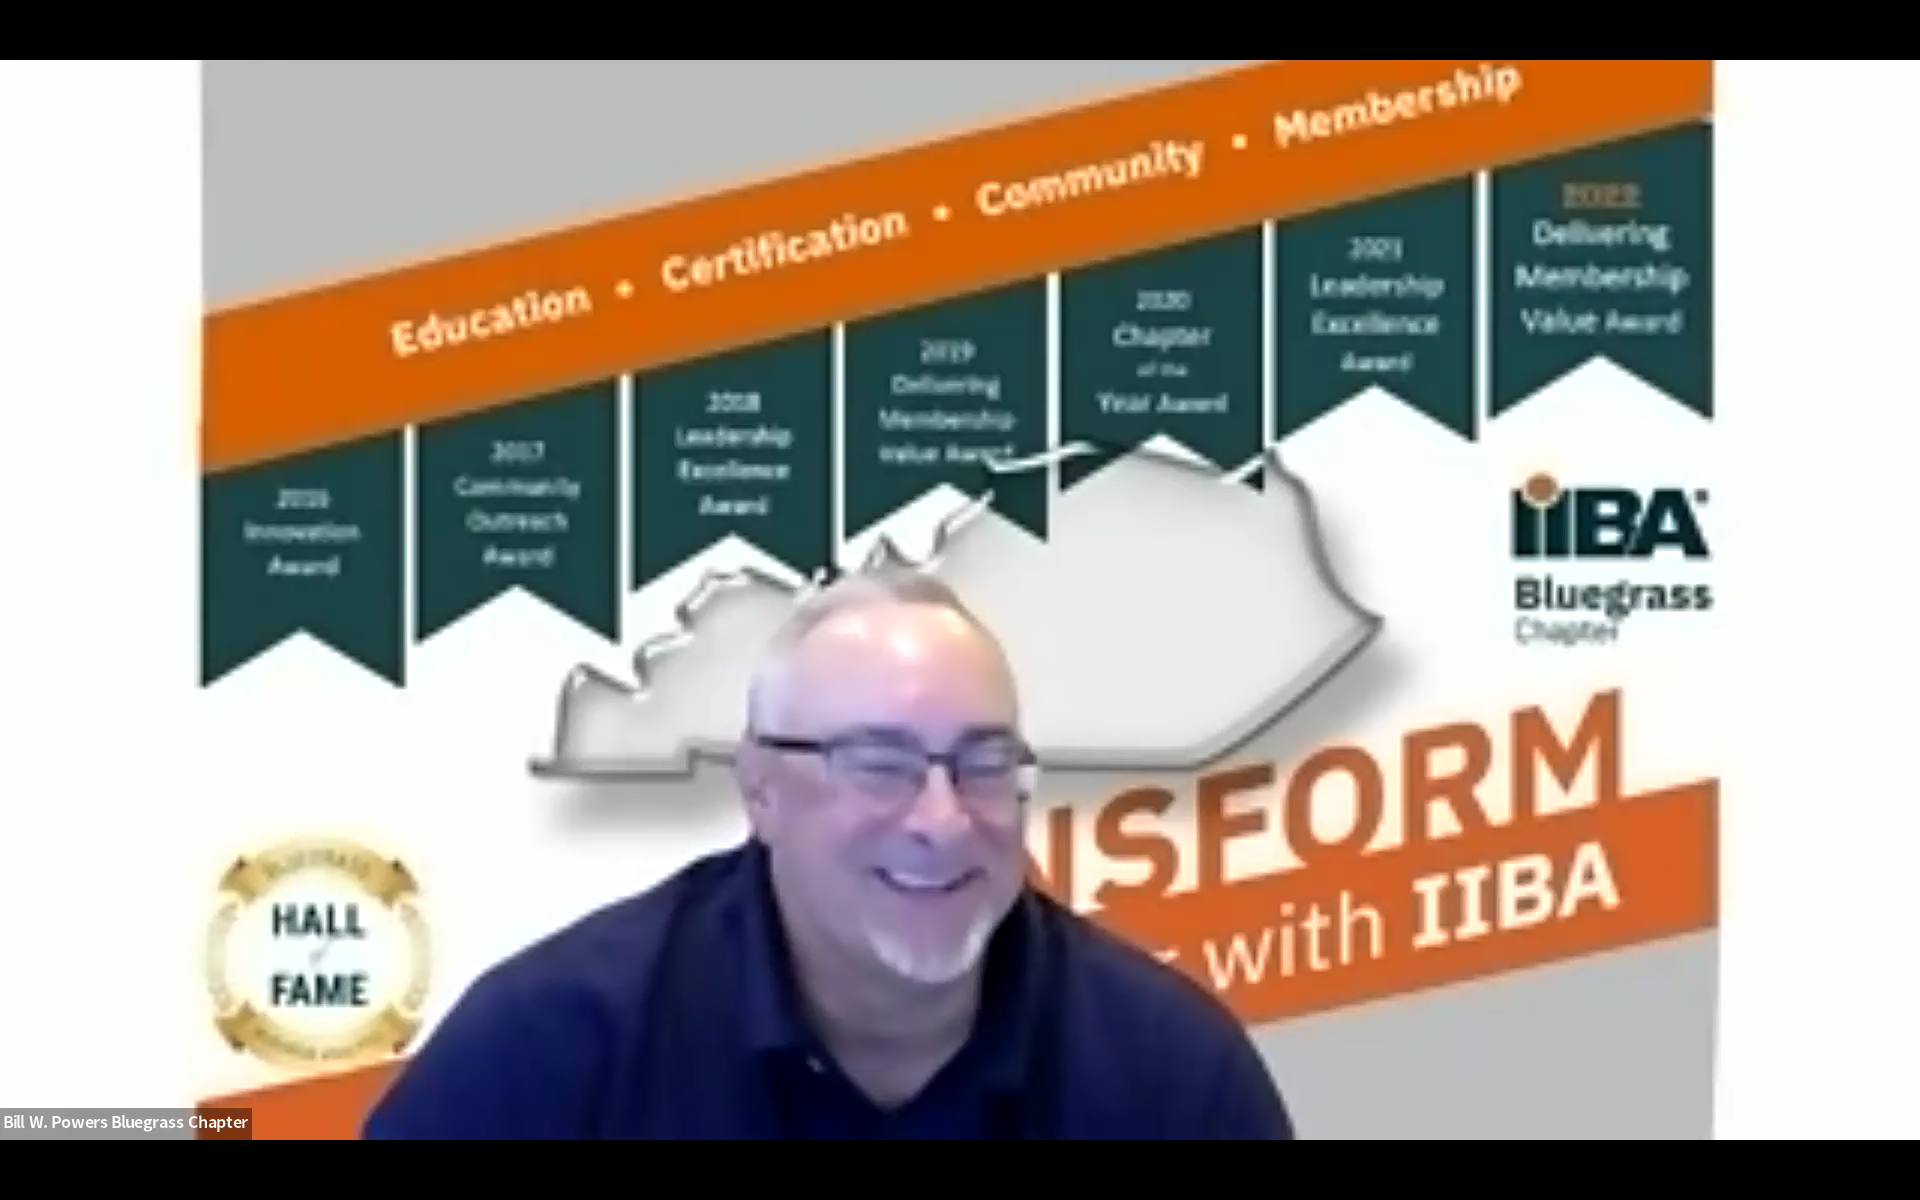 Education • Certification • Community • Membership
Innovation
Award
2017
Community
Outreach
Award
2018
Leadership
Excellence
Award
2019
Delivering
Membership
Value Award
2020
Chapter
of the
Year Award
2021
Leadership
Excellence
Award
2022
Delivering
Membership
Value Award
IIBA
Bluegrass
Chapter
NSFORM
with IIBA
HALL
of
FAME
Bill W. Powers Bluegrass Chapter